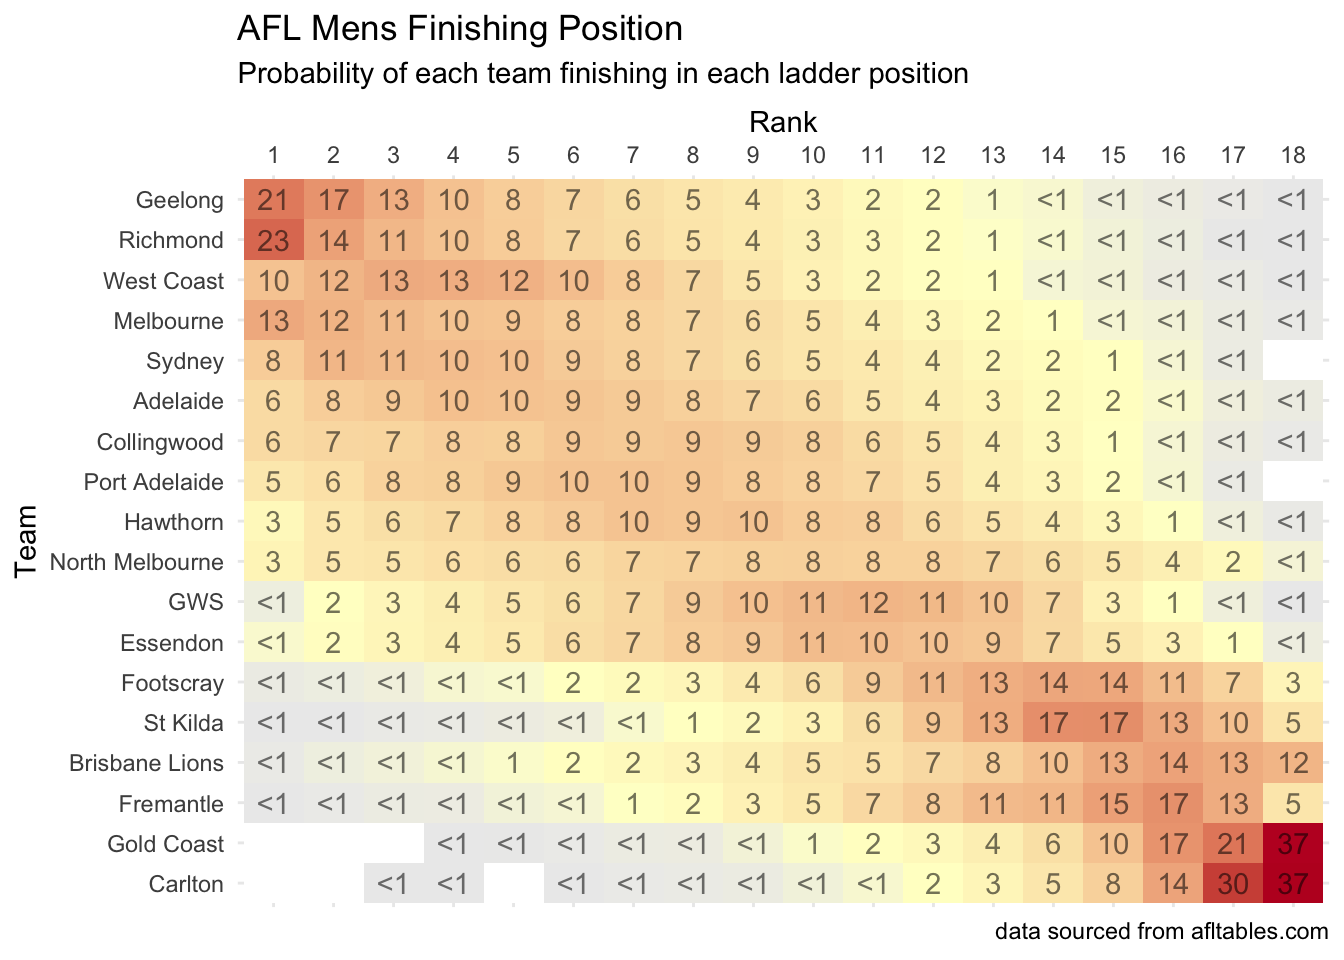 AFL Mens Finishing Position
Probability of each team finishing in each ladder position
Rank
1 2 3 4 5 6 7 8 9 10 11 12 13 14 15 16 17 18
Team
Geelong 21 17 13 10 8 7 6 5 4 3 2 2 1 <1 <1 <1 <1 <1
Richmond 23 14 11 10 8 7 6 5 4 3 3 2 1 <1 <1 <1 <1 <1
West Coast 10 12 13 13 12 10 8 7 5 3 2 2 1 <1 <1 <1 <1 <1
Melbourne 13 12 11 10 9 8 8 7 6 5 4 3 2 1 <1 <1 <1 <1
Sydney 8 11 11 10 10 9 8 7 6 5 4 4 2 2 1 <1 <1
Adelaide 6 8 9 10 10 9 9 8 7 6 5 4 3 2 2 <1 <1 <1
Collingwood 6 7 7 8 8 9 9 9 9 8 6 5 4 3 1 <1 <1 <1
Port Adelaide 5 6 8 8 9 10 10 9 8 8 7 5 4 3 2 <1 <1
Hawthorn 3 5 6 7 8 8 10 9 10 8 8 6 5 4 3 1 <1 <1
North Melbourne 3 5 5 6 6 6 7 7 8 8 8 8 7 6 5 4 2 <1
GWS <1 2 3 4 5 6 7 9 10 11 12 11 10 7 3 1 <1 <1
Essendon <1 2 3 4 5 6 7 8 9 11 10 10 9 7 5 3 1 <1
Footscray <1 <1 <1 <1 <1 2 2 3 4 6 9 11 13 14 14 11 7 3
St Kilda <1 <1 <1 <1 <1 <1 <1 1 2 3 6 9 13 17 17 13 10 5
Brisbane Lions <1 <1 <1 <1 1 2 2 3 4 5 5 7 8 10 13 14 13 12
Fremantle <1 <1 <1 <1 <1 <1 1 2 3 5 7 8 11 11 15 17 13 5
Gold Coast <1 <1 <1 <1 <1 <1 1 2 3 4 6 10 17 21 37
Carlton <1 <1 <1 <1 <1 <1 <1 <1 2 3 5 8 14 30 37
data sourced from afltables.com